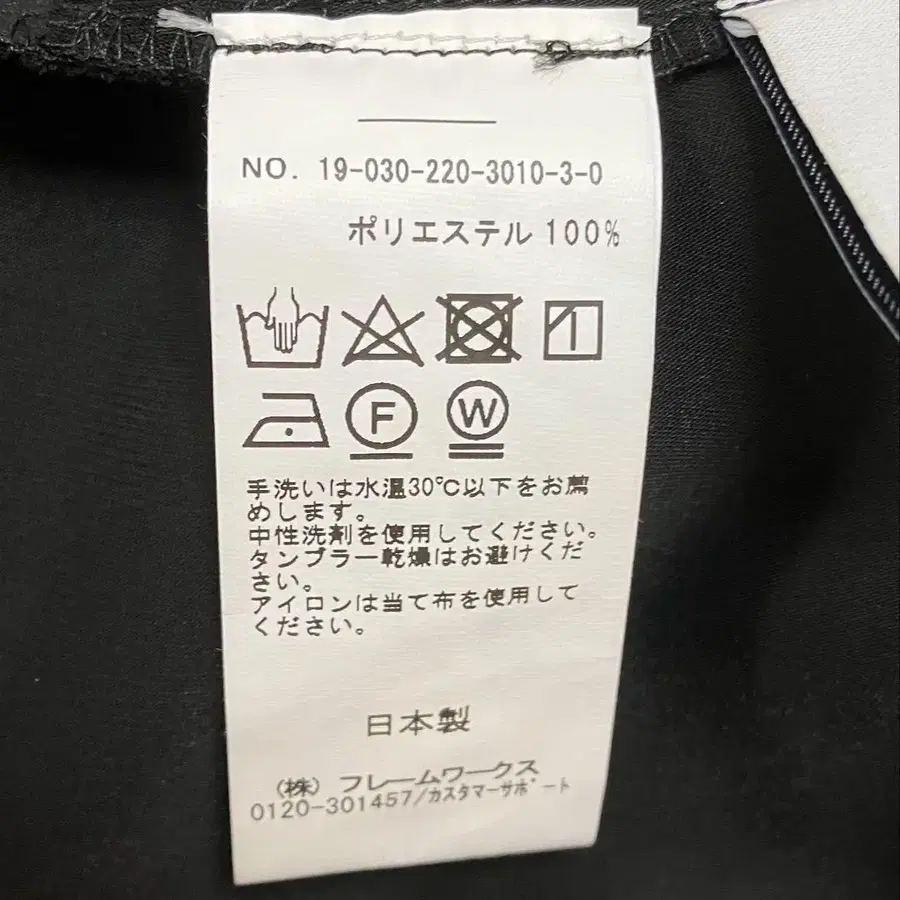 NO. 19-030-220-3010-3-0
ポリエステル 100%
F W
手洗いは水温30℃以下をお薦
めします。
中性洗剤を使用してください。
タンブラー乾燥はお避けくだ
さい。
アイロンは当て布を使用して
ください。
日本製
(株) フレームワークス
0120-301457/カスタマーサポート